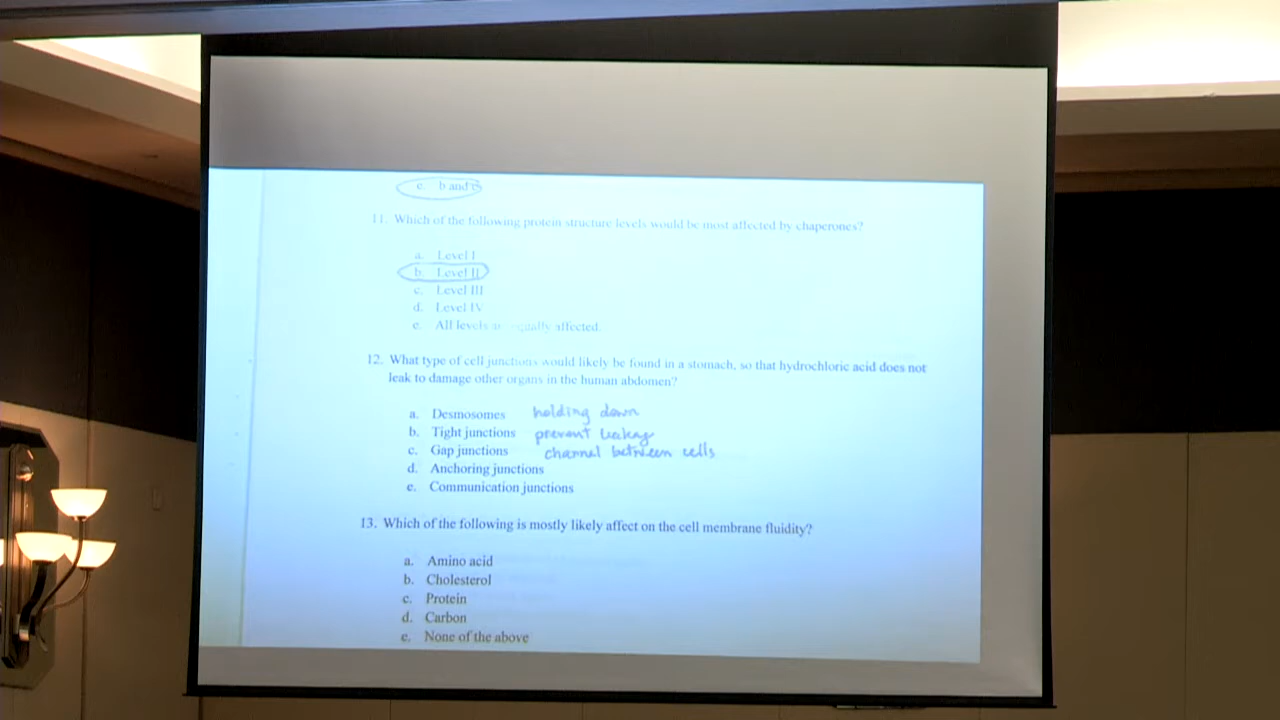 e. b and c
11. Which of the following protein structure levels would be most affected by chaperones?
a. Level I
b. Level II
c. Level III
d. Level IV
e. All levels are equally affected.
12. What type of cell junctions would likely be found in a stomach, so that hydrochloric acid does not
leak to damage other organs in the human abdomen?
a. Desmosomes holding down
b. Tight junctions prevent leakage
c. Gap junctions channel between cells
d. Anchoring junctions
e. Communication junctions
13. Which of the following is mostly likely affect on the cell membrane fluidity?
a. Amino acid
b. Cholesterol
c. Protein
d. Carbon
e. None of the above